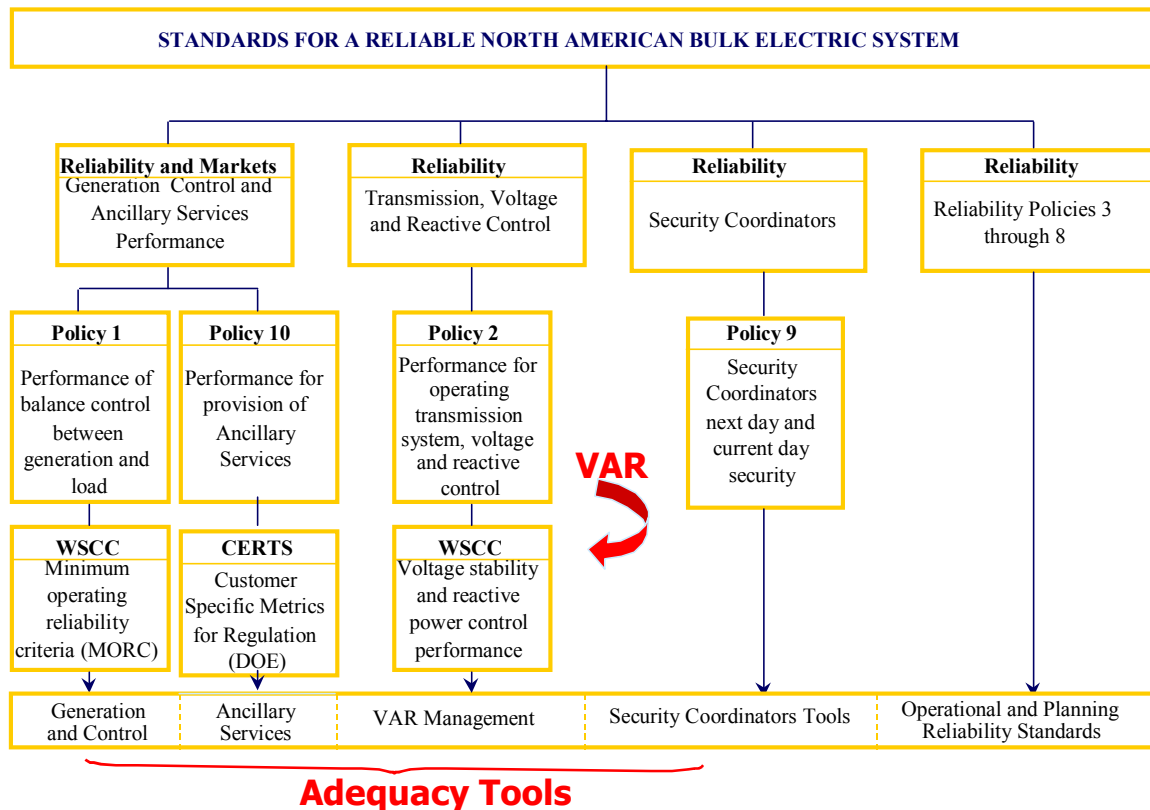 STANDARDS FOR A RELIABLE NORTH AMERICAN BULK ELECTRIC SYSTEM
Reliability and Markets
Generation Control and
Ancillary Services
Performance
Reliability
Transmission, Voltage
and Reactive Control
Reliability
Security Coordinators
Reliability
Reliability Policies 3
through 8
Policy 1
Performance of
balance control
between
generation and
load
Policy 10
Performance for
provision of
Ancillary
Services
Policy 2
Performance for
operating
transmission
system, voltage
and reactive
control
Policy 9
Security
Coordinators
next day and
current day
security
VAR
WSCC
Minimum
operating
reliability
criteria (MORC)
CERTS
Customer
Specific Metrics
for Regulation
(DOE)
WSCC
Voltage stability
and reactive
power control
performance
Generation
and Control
Ancillary
Services
VAR Management
Security Coordinators Tools
Operational and Planning
Reliability Standards
Adequacy Tools